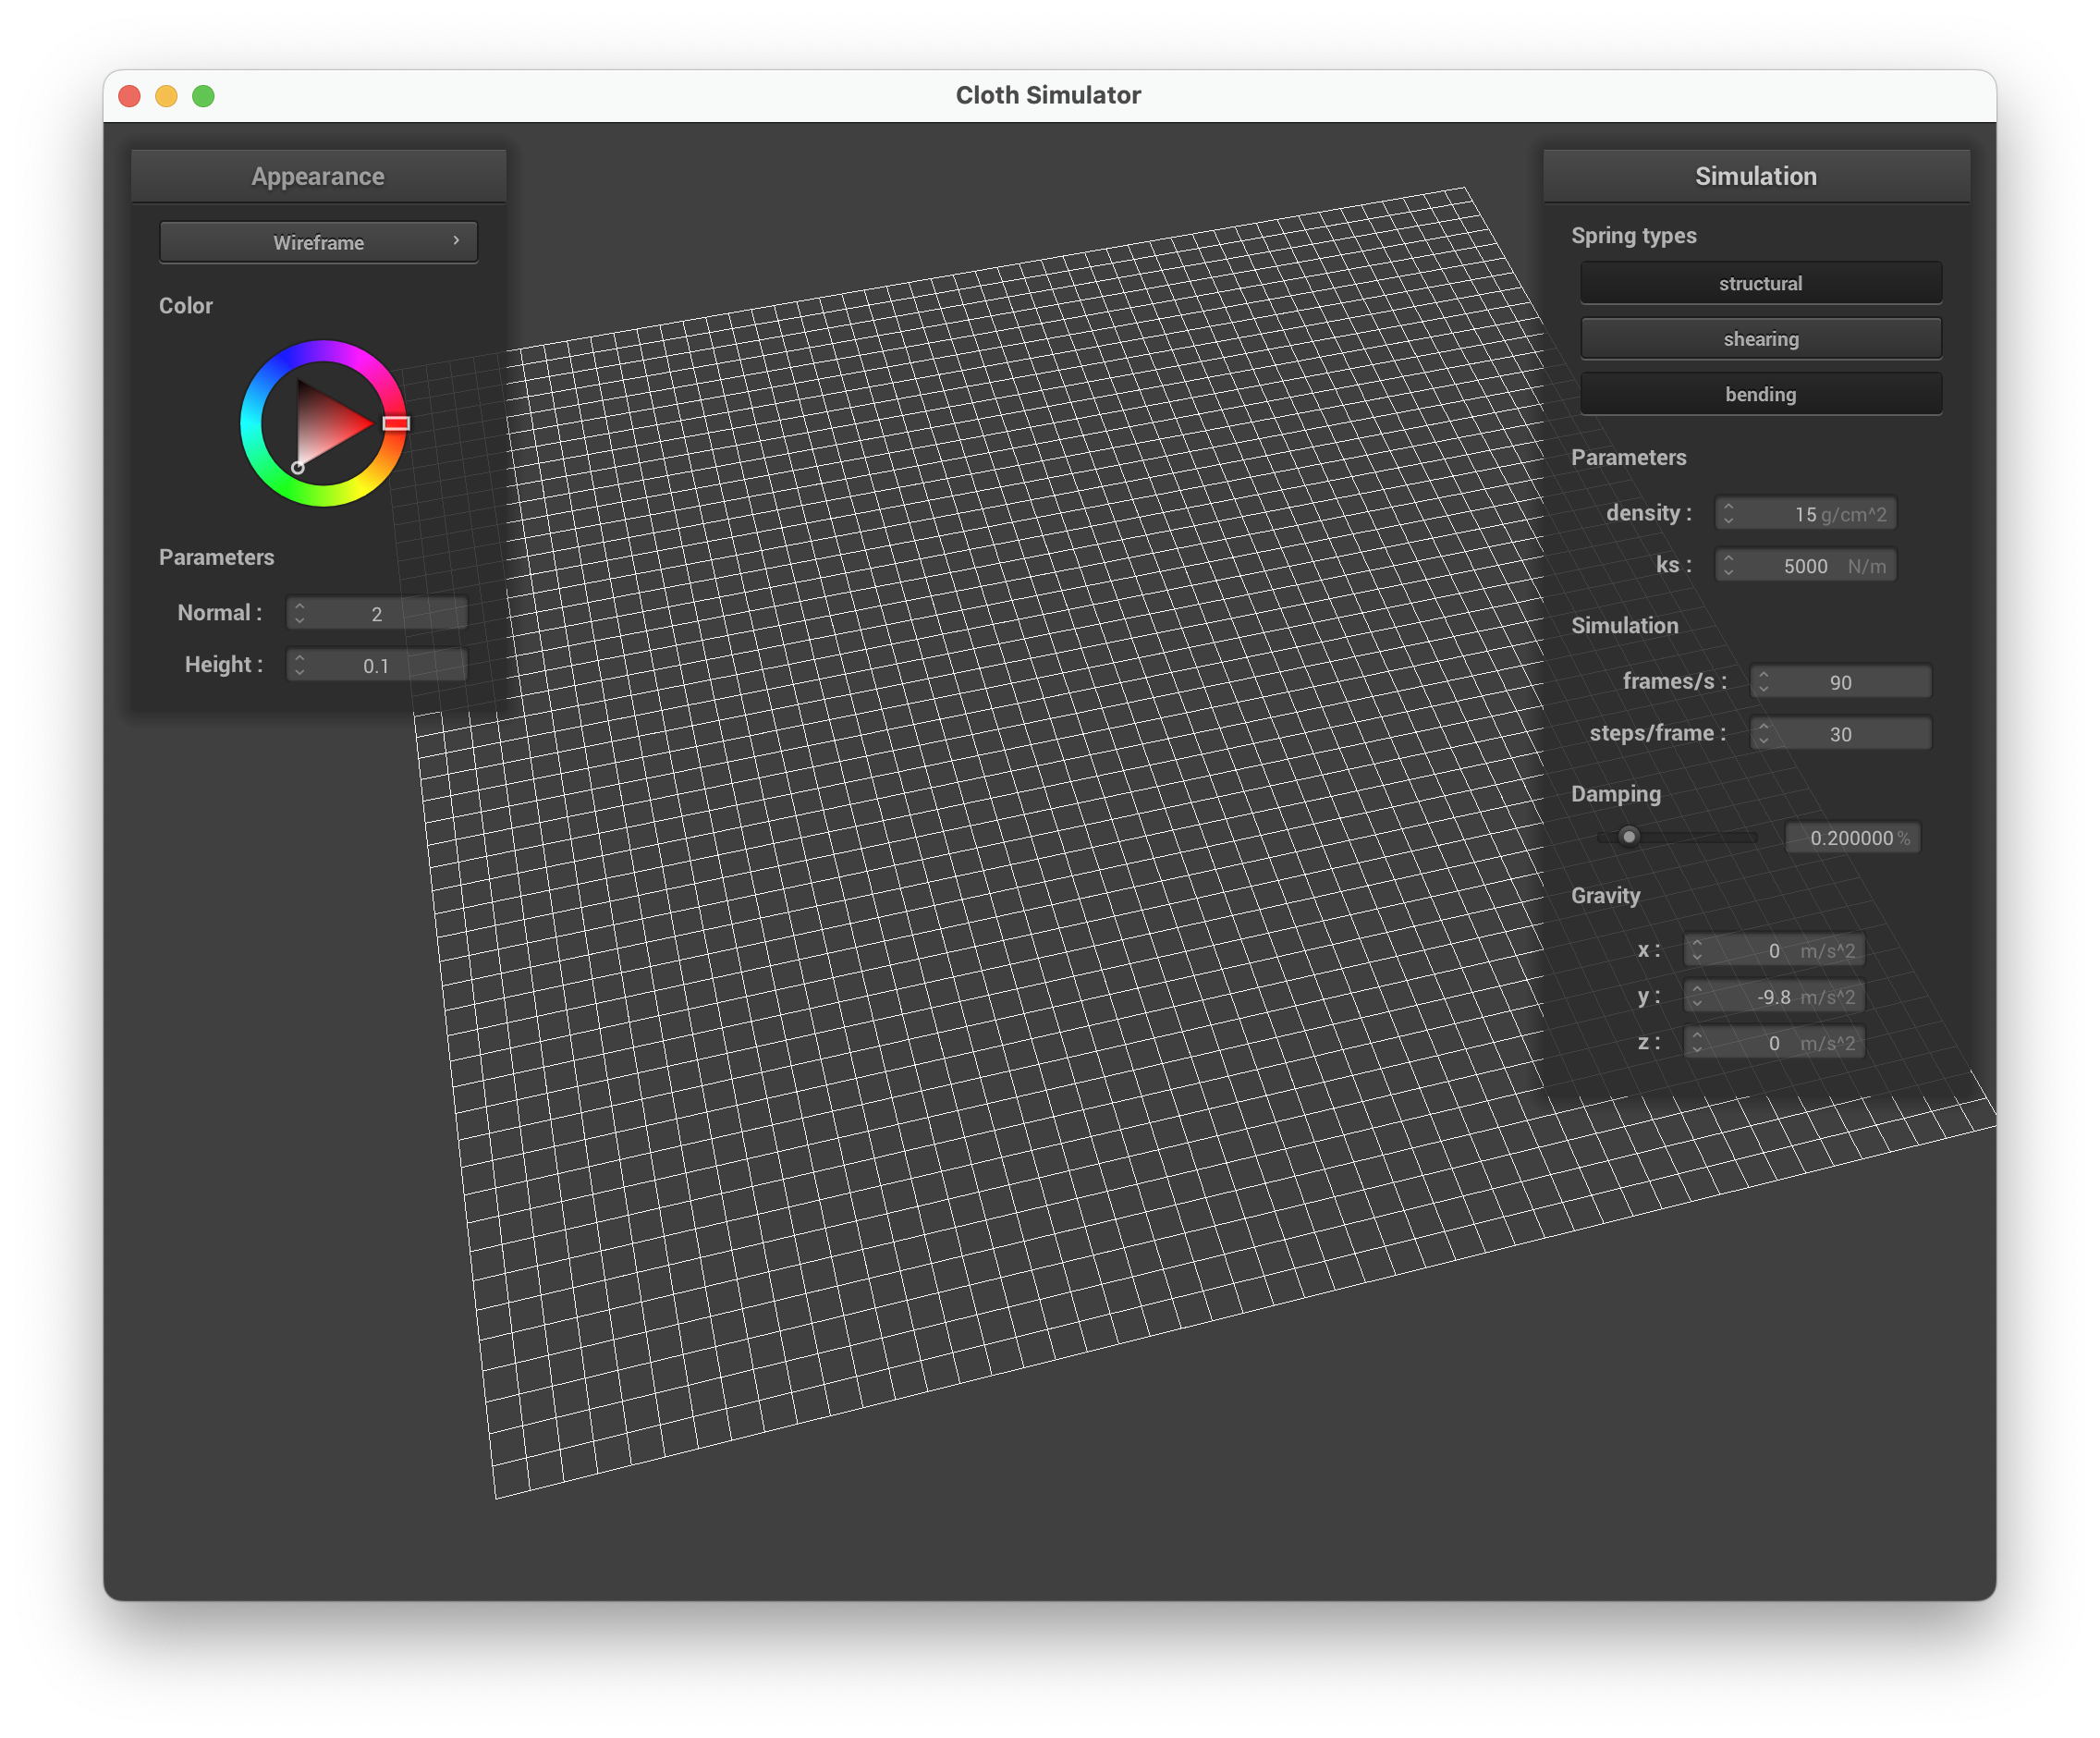 Cloth Simulator
Appearance
Wireframe
Color
Parameters
Normal : 2
Height : 0.1
Simulation
Spring types
structural
shearing
bending
Parameters
density : 15 g/cm^2
ks : 5000 N/m
Simulation
frames/s : 90
steps/frame : 30
Damping
0.200000 %
Gravity
x : 0 m/s^2
y : -9.8 m/s^2
z : 0 m/s^2